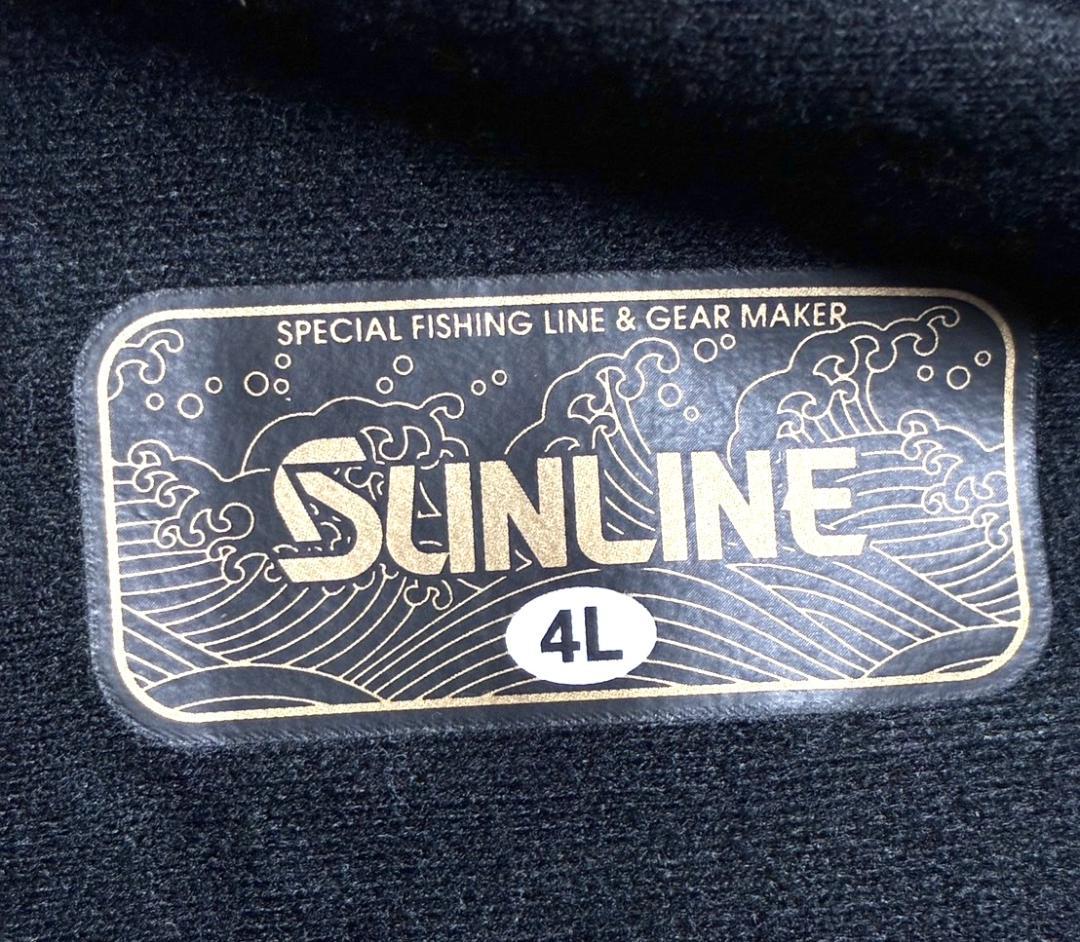 SPECIAL FISHING LINE & GEAR MAKER
SUNLINE
4L